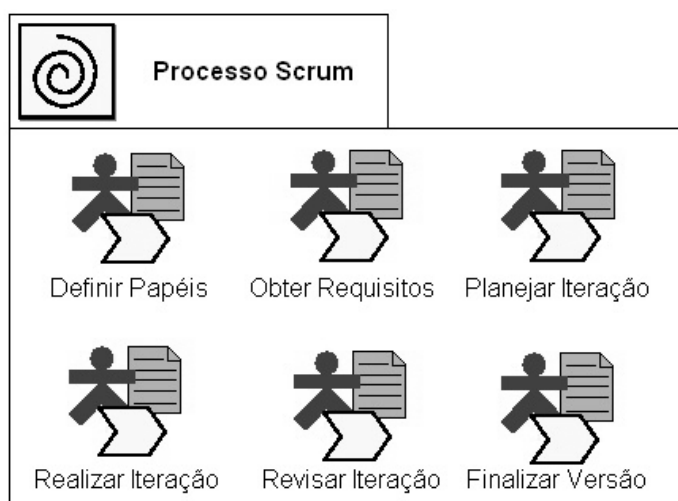 Processo Scrum
Definir Papéis
Obter Requisitos
Planejar Iteração
Realizar Iteração
Revisar Iteração
Finalizar Versão